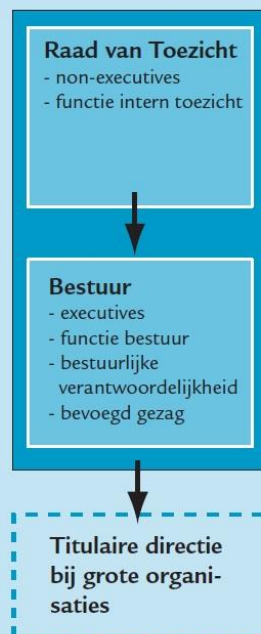 Raad van Toezicht
- non-executives
- functie intern toezicht
Bestuur
- executives
- functie bestuur
- bestuurlijke
verantwoordelijkheid
- bevoegd gezag
Titulaire directie
bij grote organi-
saties